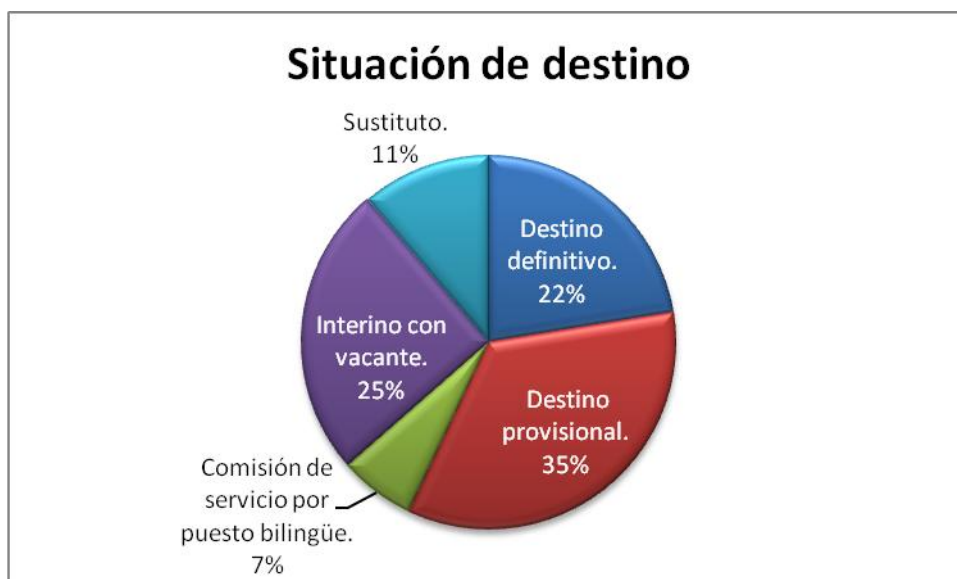 Situación de destino
Sustituto.
11%
Destino
definitivo.
22%
Interino con
vacante.
25%
Destino
provisional.
35%
Comisión de
servicio por
puesto bilingüe.
7%